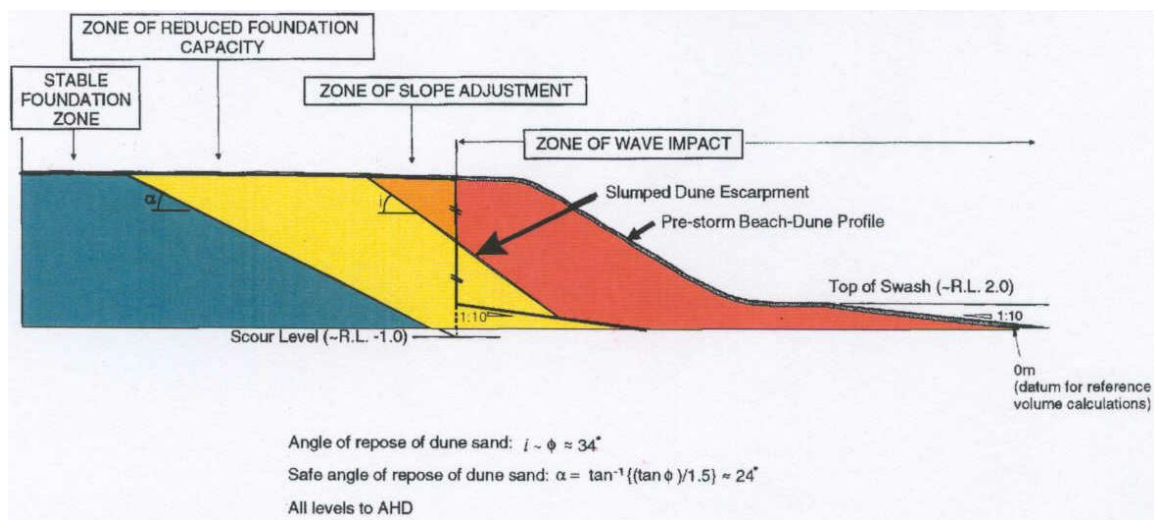 ZONE OF REDUCED FOUNDATION
CAPACITY
STABLE
FOUNDATION
ZONE
ZONE OF SLOPE ADJUSTMENT
ZONE OF WAVE IMPACT
Slumped Dune Escarpment
Pre-storm Beach-Dune Profile
α
i
Top of Swash (~R.L. 2.0)
1:10
1:10
Scour Level (~R.L. -1.0)
0m
(datum for reference
volume calculations)
Angle of repose of dune sand: i ~ ϕ ≈ 34°
Safe angle of repose of dune sand: α = tan⁻¹ {(tan ϕ)/1.5} ≈ 24°
All levels to AHD